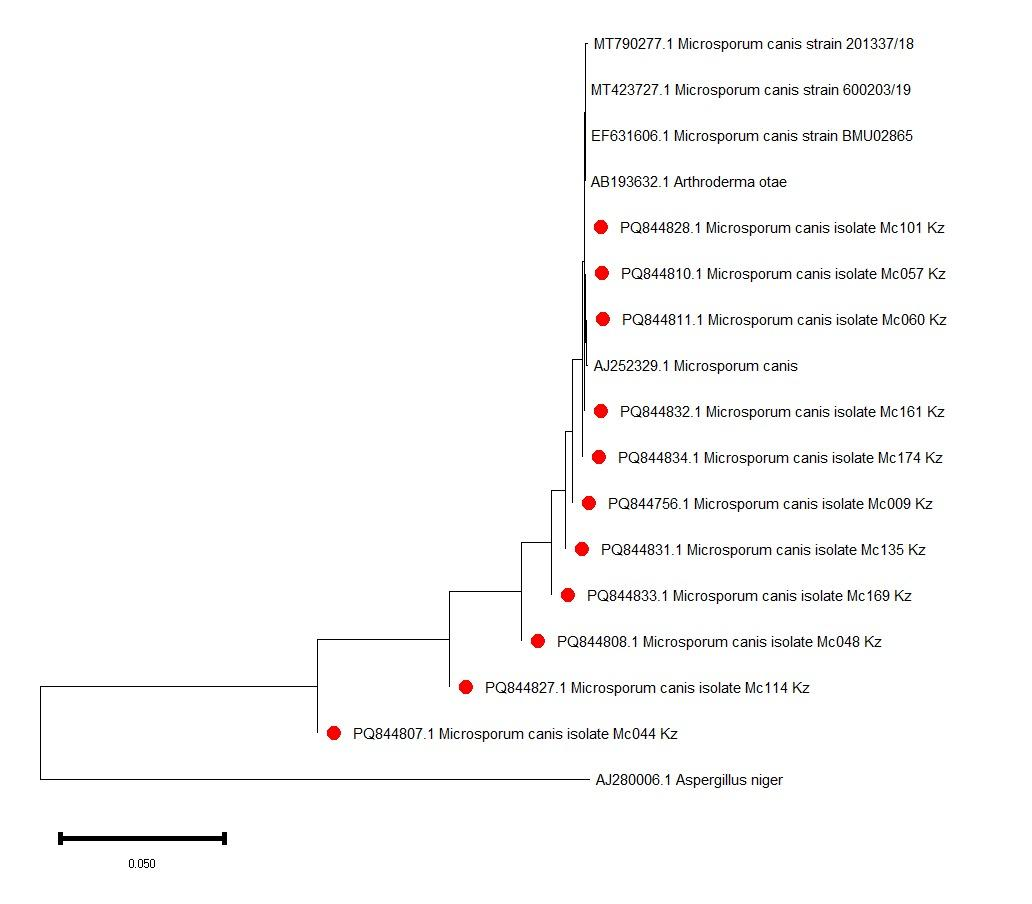 MT790277.1 Microsporum canis strain 201337/18
MT423727.1 Microsporum canis strain 600203/19
EF631606.1 Microsporum canis strain BMU02865
AB193632.1 Arthroderma otae
PQ844828.1 Microsporum canis isolate Mc101 Kz
PQ844810.1 Microsporum canis isolate Mc057 Kz
PQ844811.1 Microsporum canis isolate Mc060 Kz
AJ252329.1 Microsporum canis
PQ844832.1 Microsporum canis isolate Mc161 Kz
PQ844834.1 Microsporum canis isolate Mc174 Kz
PQ844756.1 Microsporum canis isolate Mc009 Kz
PQ844831.1 Microsporum canis isolate Mc135 Kz
PQ844833.1 Microsporum canis isolate Mc169 Kz
PQ844808.1 Microsporum canis isolate Mc048 Kz
PQ844827.1 Microsporum canis isolate Mc114 Kz
PQ844807.1 Microsporum canis isolate Mc044 Kz
AJ280006.1 Aspergillus niger
0.050